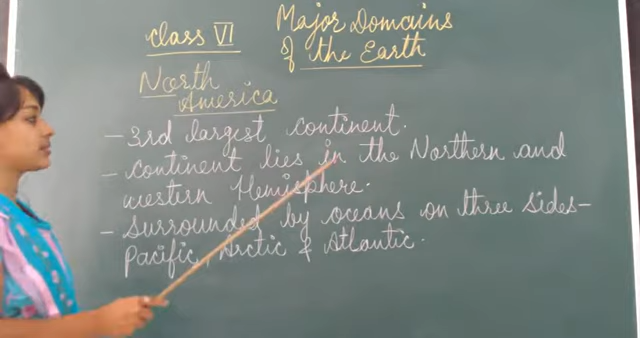 Class VI
Major Domains
of the Earth
North
America
- 3rd largest continent.
- Continent lies in the Northern and
western Hemisphere.
- Surrounded by oceans on three sides-
Pacific, Arctic & Atlantic.